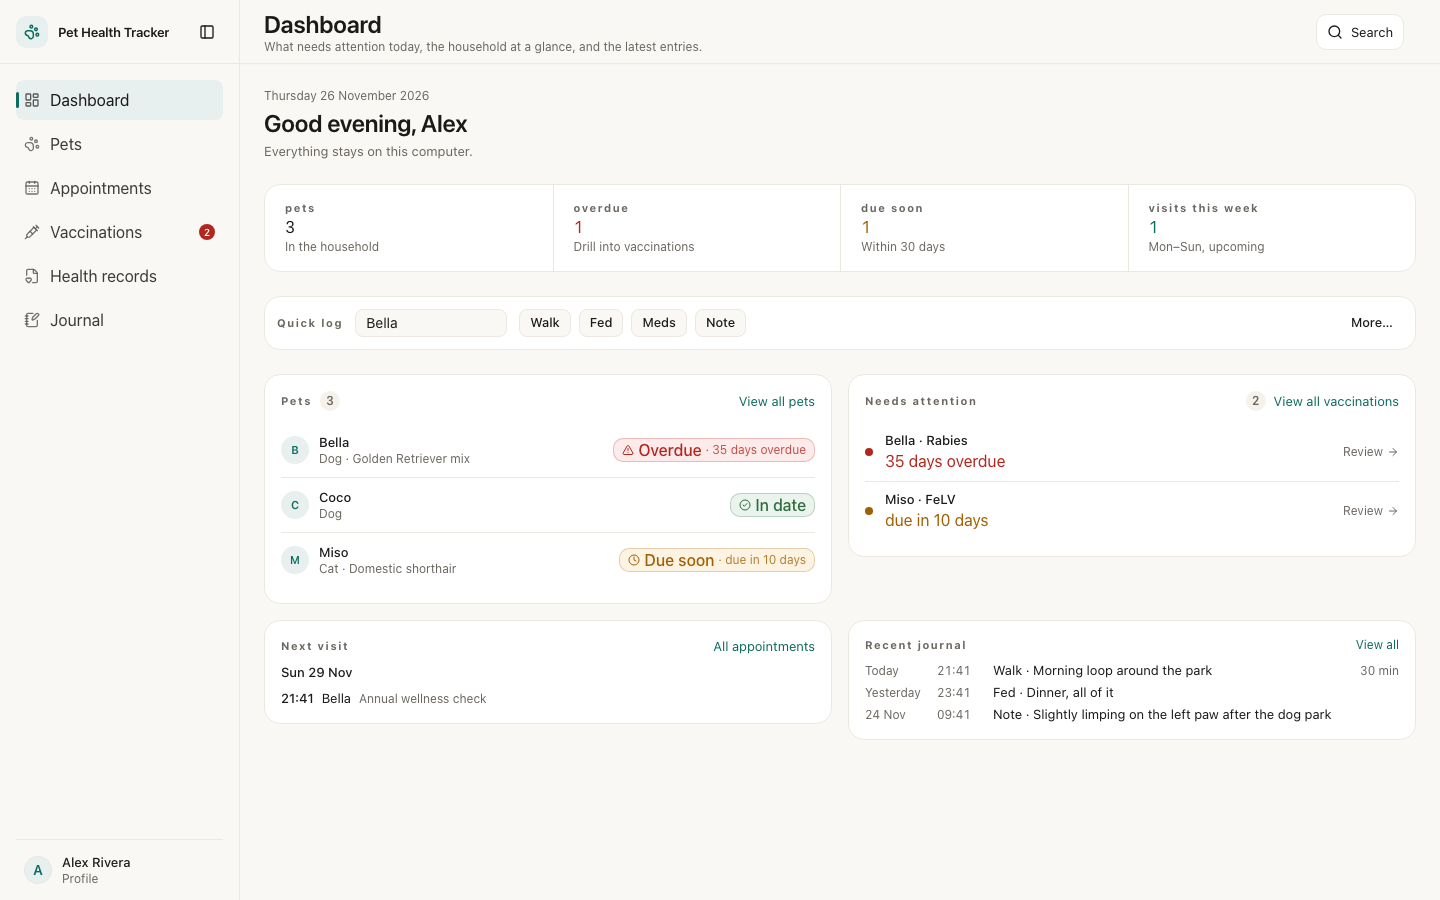 Pet Health Tracker
Dashboard
What needs attention today, the household at a glance, and the latest entries.
Search
Dashboard
Pets
Appointments
Vaccinations 2
Health records
Journal
Alex Rivera
Profile
A
Thursday 26 November 2026
Good evening, Alex
Everything stays on this computer.
pets
3
In the household
overdue
1
Drill into vaccinations
due soon
1
Within 30 days
visits this week
1
Mon–Sun, upcoming
Quick log Bella Walk Fed Meds Note More...
Pets 3 View all pets
B
Bella
Dog · Golden Retriever mix
Overdue · 35 days overdue
C
Coco
Dog
In date
M
Miso
Cat · Domestic shorthair
Due soon · due in 10 days
Needs attention 2 View all vaccinations
Bella · Rabies
35 days overdue
Review →
Miso · FeLV
due in 10 days
Review →
Next visit All appointments
Sun 29 Nov
21:41 Bella Annual wellness check
Recent journal View all
Today 21:41 Walk · Morning loop around the park 30 min
Yesterday 23:41 Fed · Dinner, all of it
24 Nov 09:41 Note · Slightly limping on the left paw after the dog park